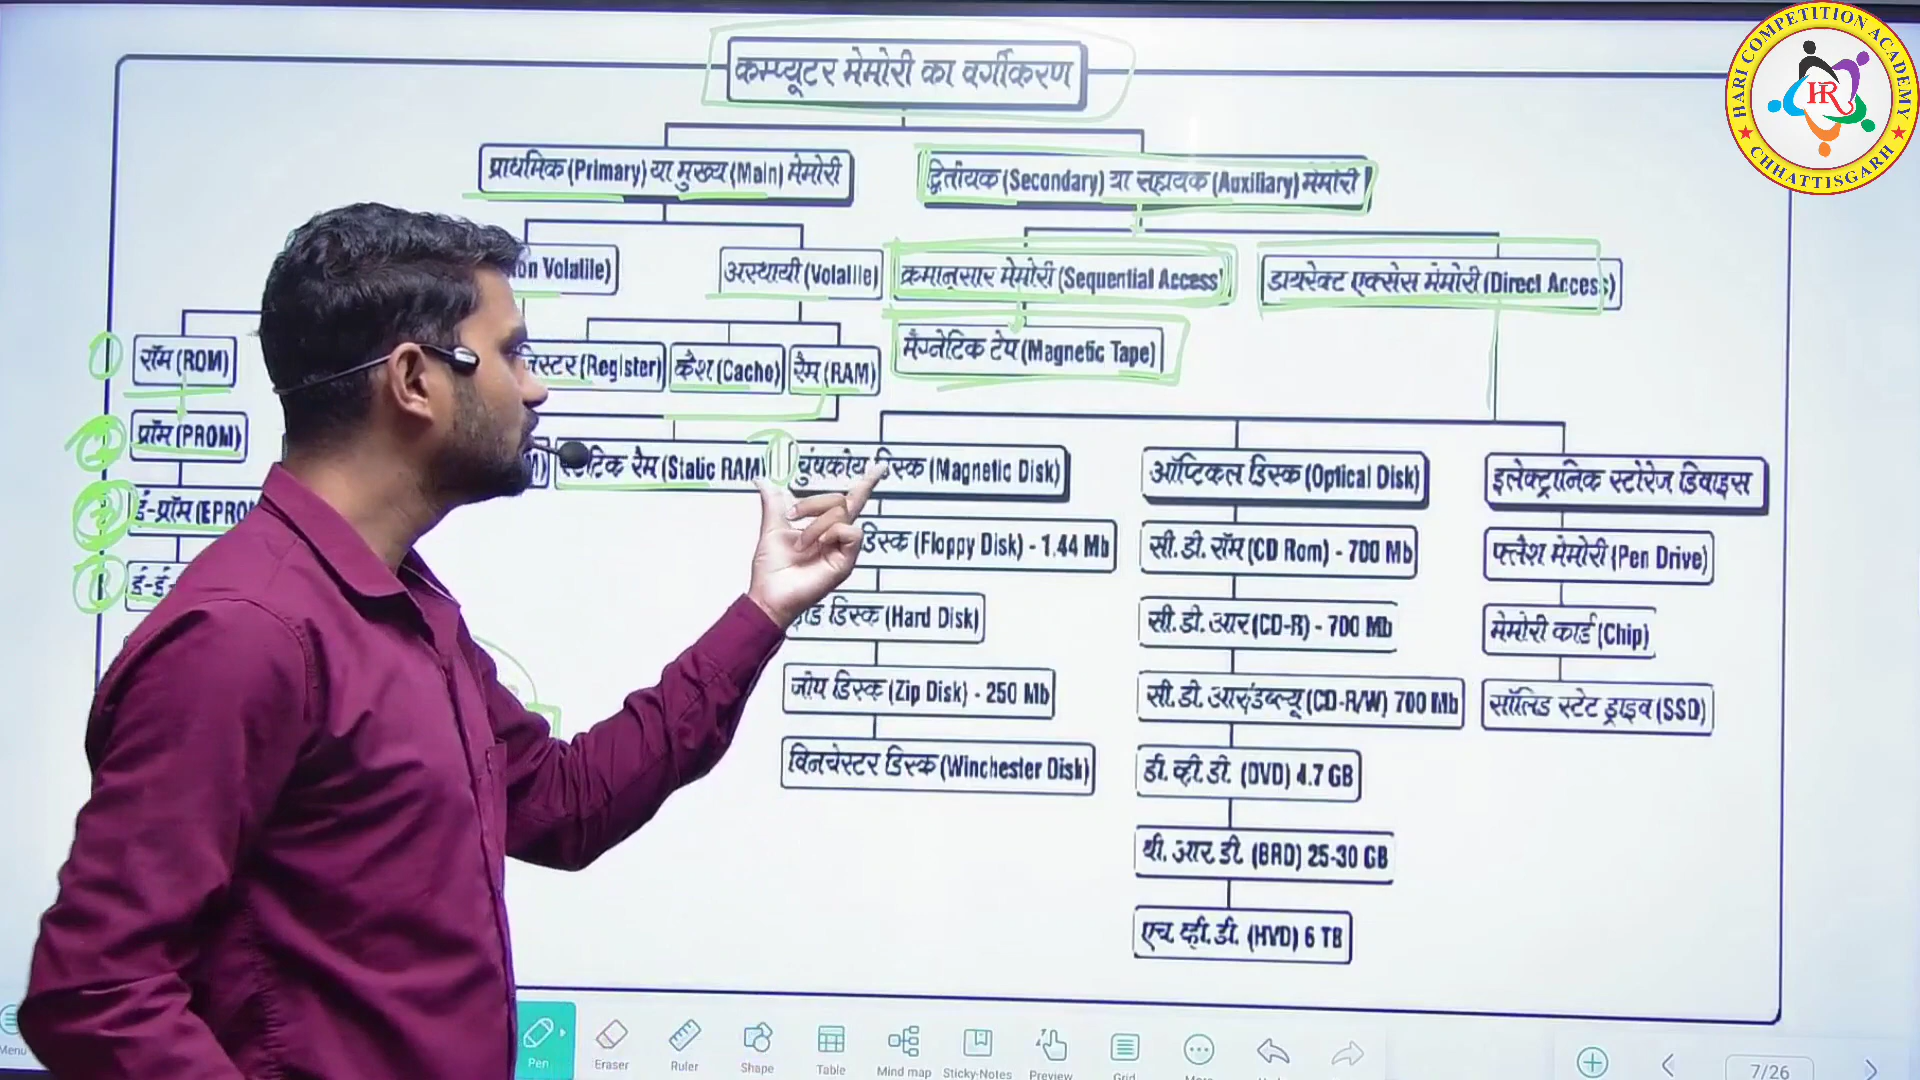 कम्प्यूटर मेमोरी का वर्गीकरण
प्राथमिक (Primary) या मुख्य (Main) मेमोरी
द्वितीयक (Secondary) या सहायक (Auxiliary) मेमोरी
on Volatile)
अस्थायी (Volatile)
क्रमानुसार मेमोरी (Sequential Access)
डायरेक्ट एक्सेस मेमोरी (Direct Access)
रॉम (ROM)
जिस्टर (Register)
कैश (Cache)
रैम (RAM)
मैग्नेटिक टेप (Magnetic Tape)
प्रॉम (PROM)
स्टेटिक रैम (Static RAM)
चुंबकीय डिस्क (Magnetic Disk)
ऑप्टिकल डिस्क (Optical Disk)
इलेक्ट्रानिक स्टोरेज डिवाइस
ई-प्रॉम (EPRO
डिस्क (Floppy Disk) - 1.44 Mb
सी.डी. रॉम (CD Rom) - 700 Mb
फ्लैश मेमोरी (Pen Drive)
ई-ई-
हार्ड डिस्क (Hard Disk)
सी.डी. आर (CD-R) - 700 Mb
मेमोरी कार्ड (Chip)
जीप डिस्क (Zip Disk) - 250 Mb
सी.डी. आरडब्ल्यू (CD-R/W) 700 Mb
सॉलिड स्टेट ड्राइव (SSD)
विनचेस्टर डिस्क (Winchester Disk)
डी. व्ही. डी. (DVD) 4.7 GB
बी. आर. डी. (BRD) 25-30 GB
एच. व्ही. डी. (HVD) 6 TB
HARI COMPETITION ACADEMY
HR
CHHATTISGARH
Menu
Pen
Eraser
Ruler
Shape
Table
Mind map
Sticky-Notes
Preview
Grid
7/26